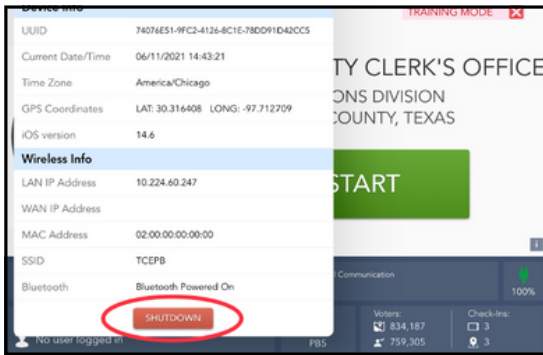 Device Info
TRAINING MODE
UUID 74076E51-9FC2-4126-8C1E-78DD91D42CC5
Current Date/Time 06/11/2021 14:43:21
Time Zone America/Chicago
GPS Coordinates LAT: 30.316408 LONG: -97.712709
iOS version 14.6
Wireless Info
LAN IP Address 10.224.60.247
WAN IP Address
MAC Address 02:00:00:00:00:00
SSID TCEPB
Bluetooth Bluetooth Powered On
SHUTDOWN
No user logged in
TY CLERK'S OFFICE
ONS DIVISION
COUNTY, TEXAS
START
i
Communication
100%
PB5
Voters:
834,187
759,305
Check-Ins:
3
3